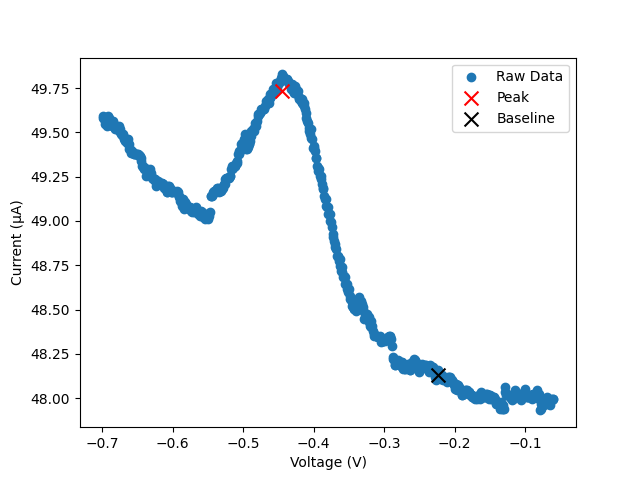 Raw Data
Peak
Baseline
49.75
49.50
49.25
49.00
48.75
48.50
48.25
48.00
Current (μA)
−0.7 −0.6 −0.5 −0.4 −0.3 −0.2 −0.1
Voltage (V)